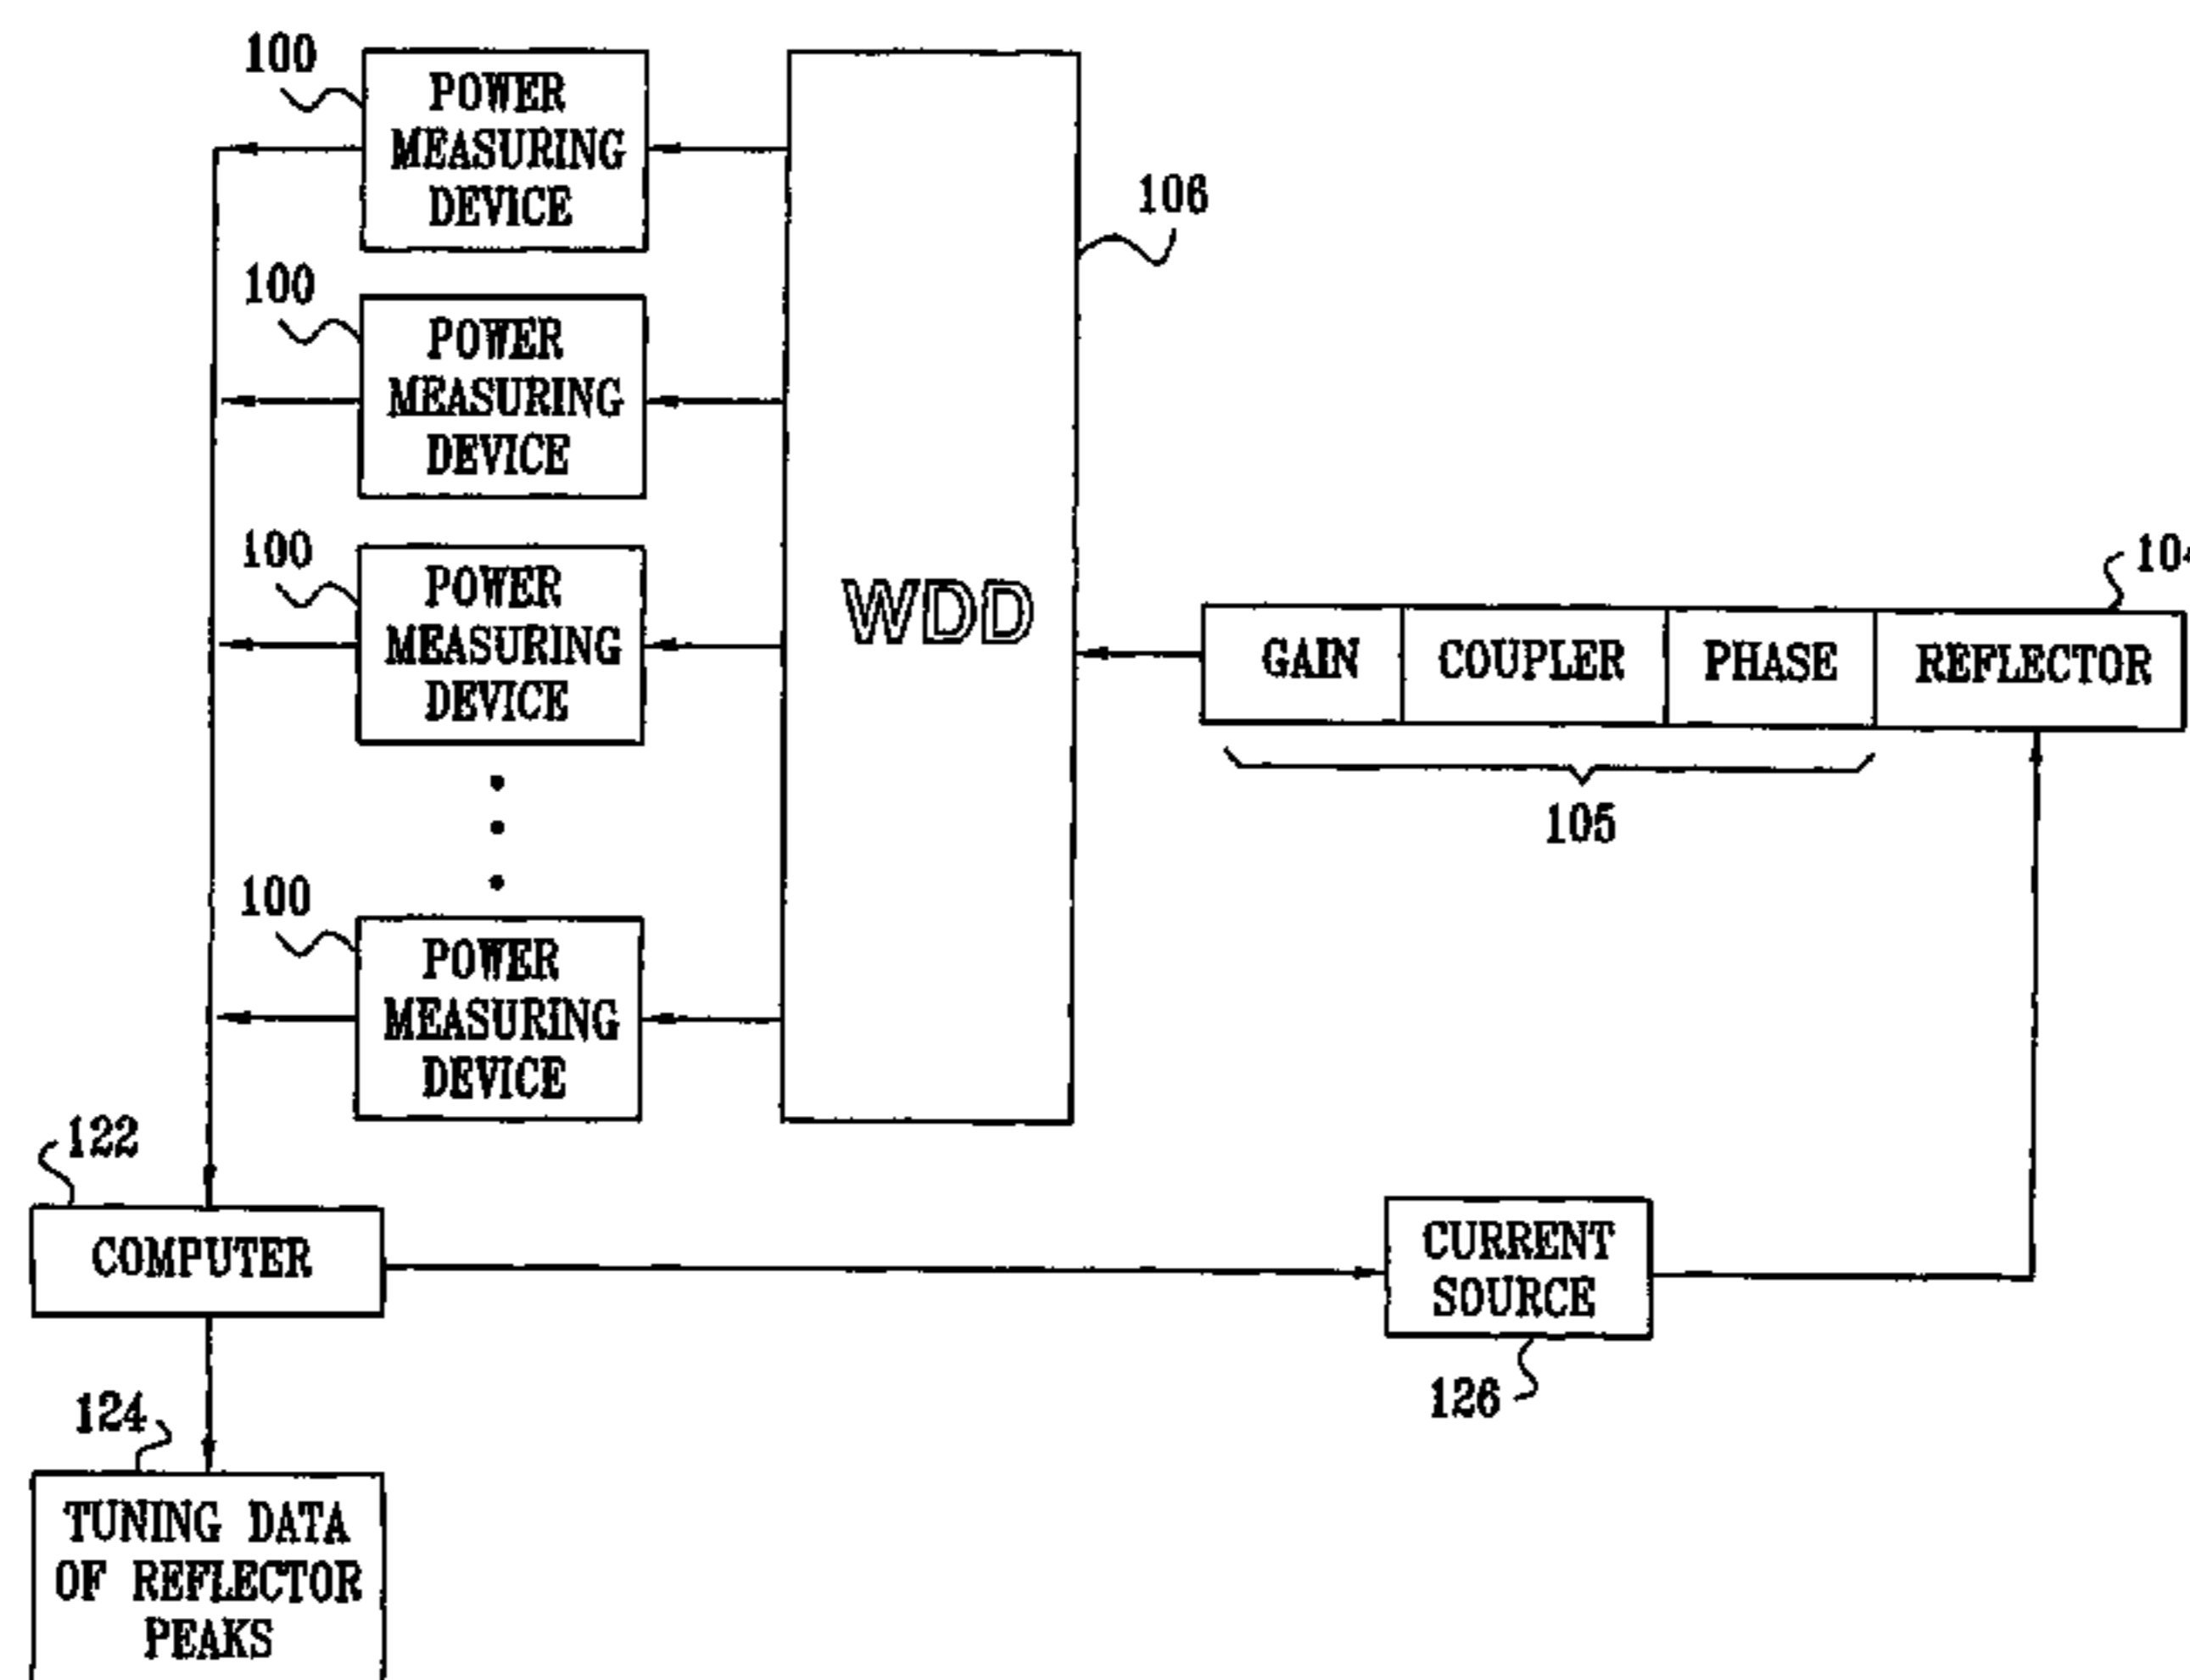 100
POWER
MEASURING
DEVICE
100
POWER
MEASURING
DEVICE
100
POWER
MEASURING
DEVICE
100
POWER
MEASURING
DEVICE
WDD
106
GAIN
COUPLER
PHASE
REFLECTOR
105
122
COMPUTER
CURRENT
SOURCE
126
124
TUNING DATA
OF REFLECTOR
PEAKS